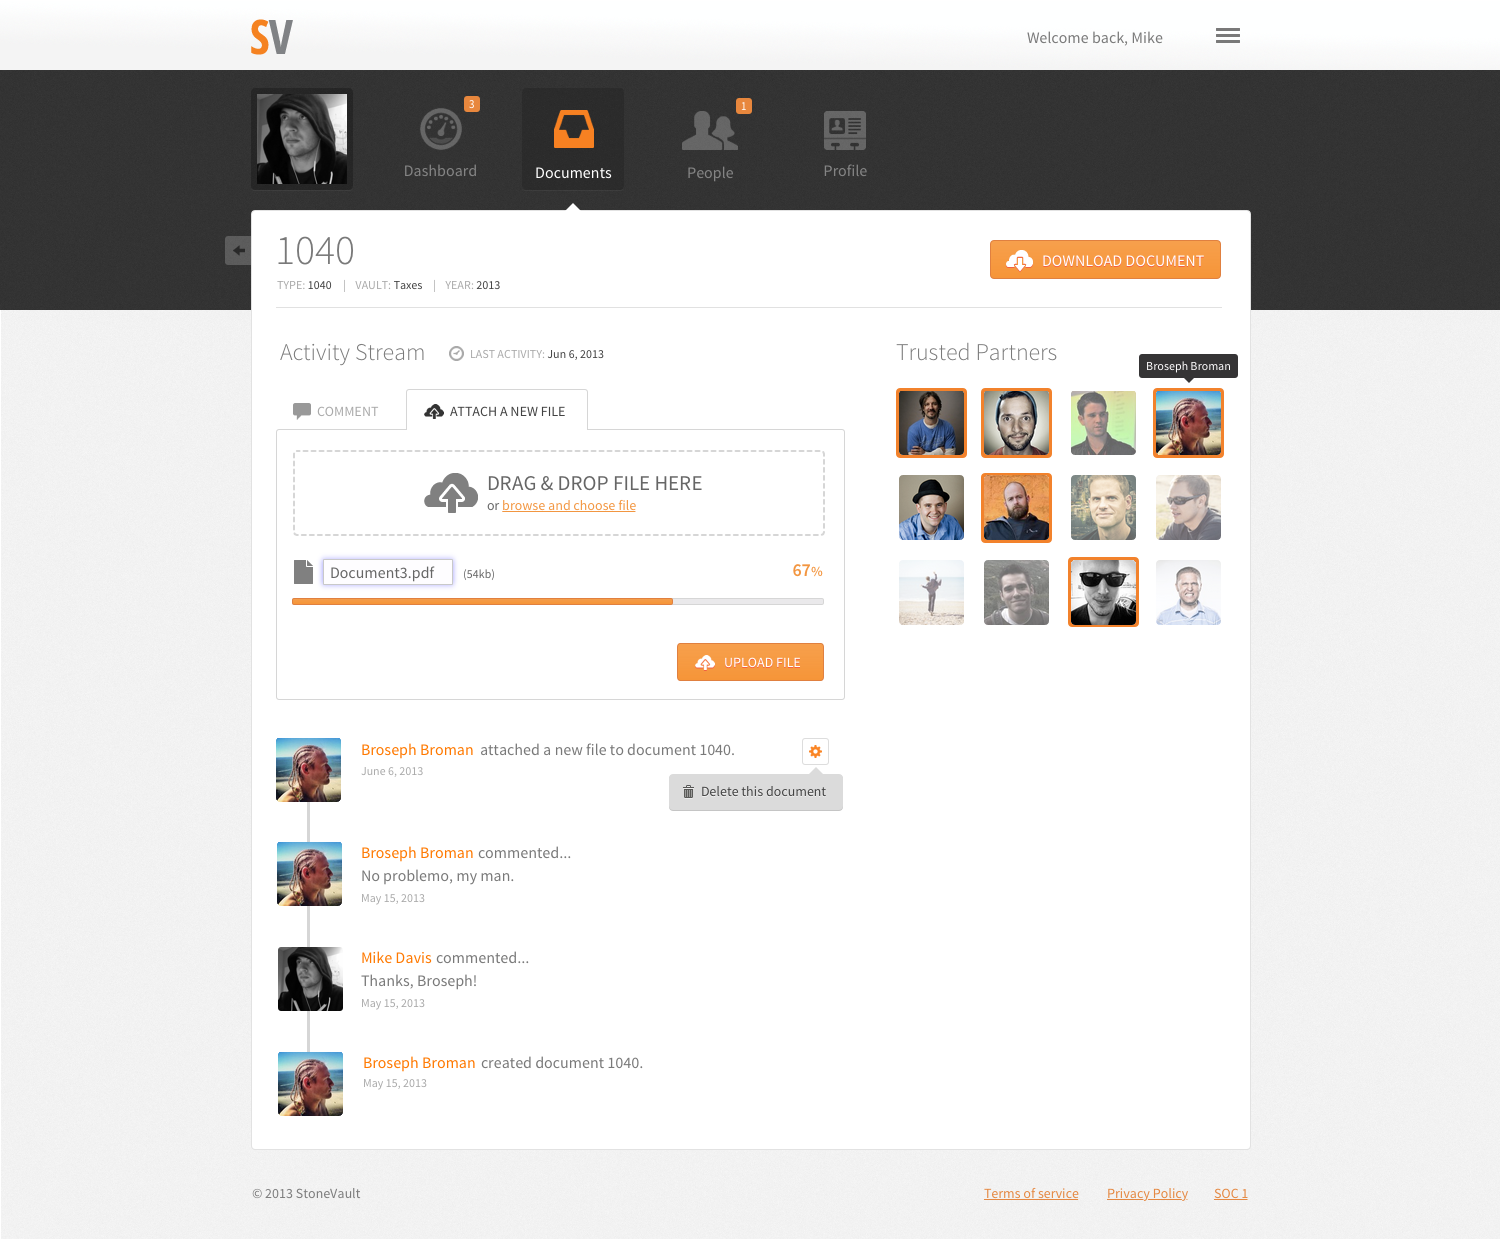 SV
Welcome back, Mike
3
1
Dashboard
Documents
People
Profile
1040
DOWNLOAD DOCUMENT
TYPE: 1040 | VAULT: Taxes | YEAR: 2013
Activity Stream
LAST ACTIVITY: Jun 6, 2013
Trusted Partners
Broseph Broman
COMMENT
ATTACH A NEW FILE
DRAG & DROP FILE HERE
or browse and choose file
Document3.pdf
(54kb)
67%
UPLOAD FILE
Broseph Broman attached a new file to document 1040.
June 6, 2013
Delete this document
Broseph Broman commented...
No problemo, my man.
May 15, 2013
Mike Davis commented...
Thanks, Broseph!
May 15, 2013
Broseph Broman created document 1040.
May 15, 2013
© 2013 StoneVault
Terms of service
Privacy Policy
SOC 1